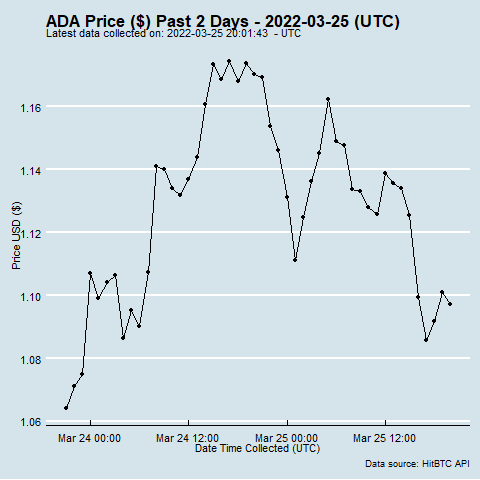 ADA Price ($) Past 2 Days - 2022-03-25 (UTC)
Latest data collected on: 2022-03-25 20:01:43  - UTC
Price USD ($)
1.16
1.14
1.12
1.10
1.08
1.06
Mar 24 00:00 Mar 24 12:00 Mar 25 00:00 Mar 25 12:00
Date Time Collected (UTC)
Data source: HitBTC API